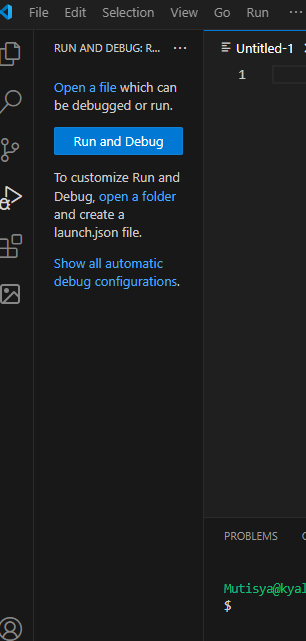 File Edit Selection View Go Run ···
RUN AND DEBUG: R... ···
Untitled-1
1
Open a file which can
be debugged or run.
Run and Debug
To customize Run and
Debug, open a folder
and create a
launch.json file.
Show all automatic
debug configurations.
PROBLEMS
Mutisya@kyal
$